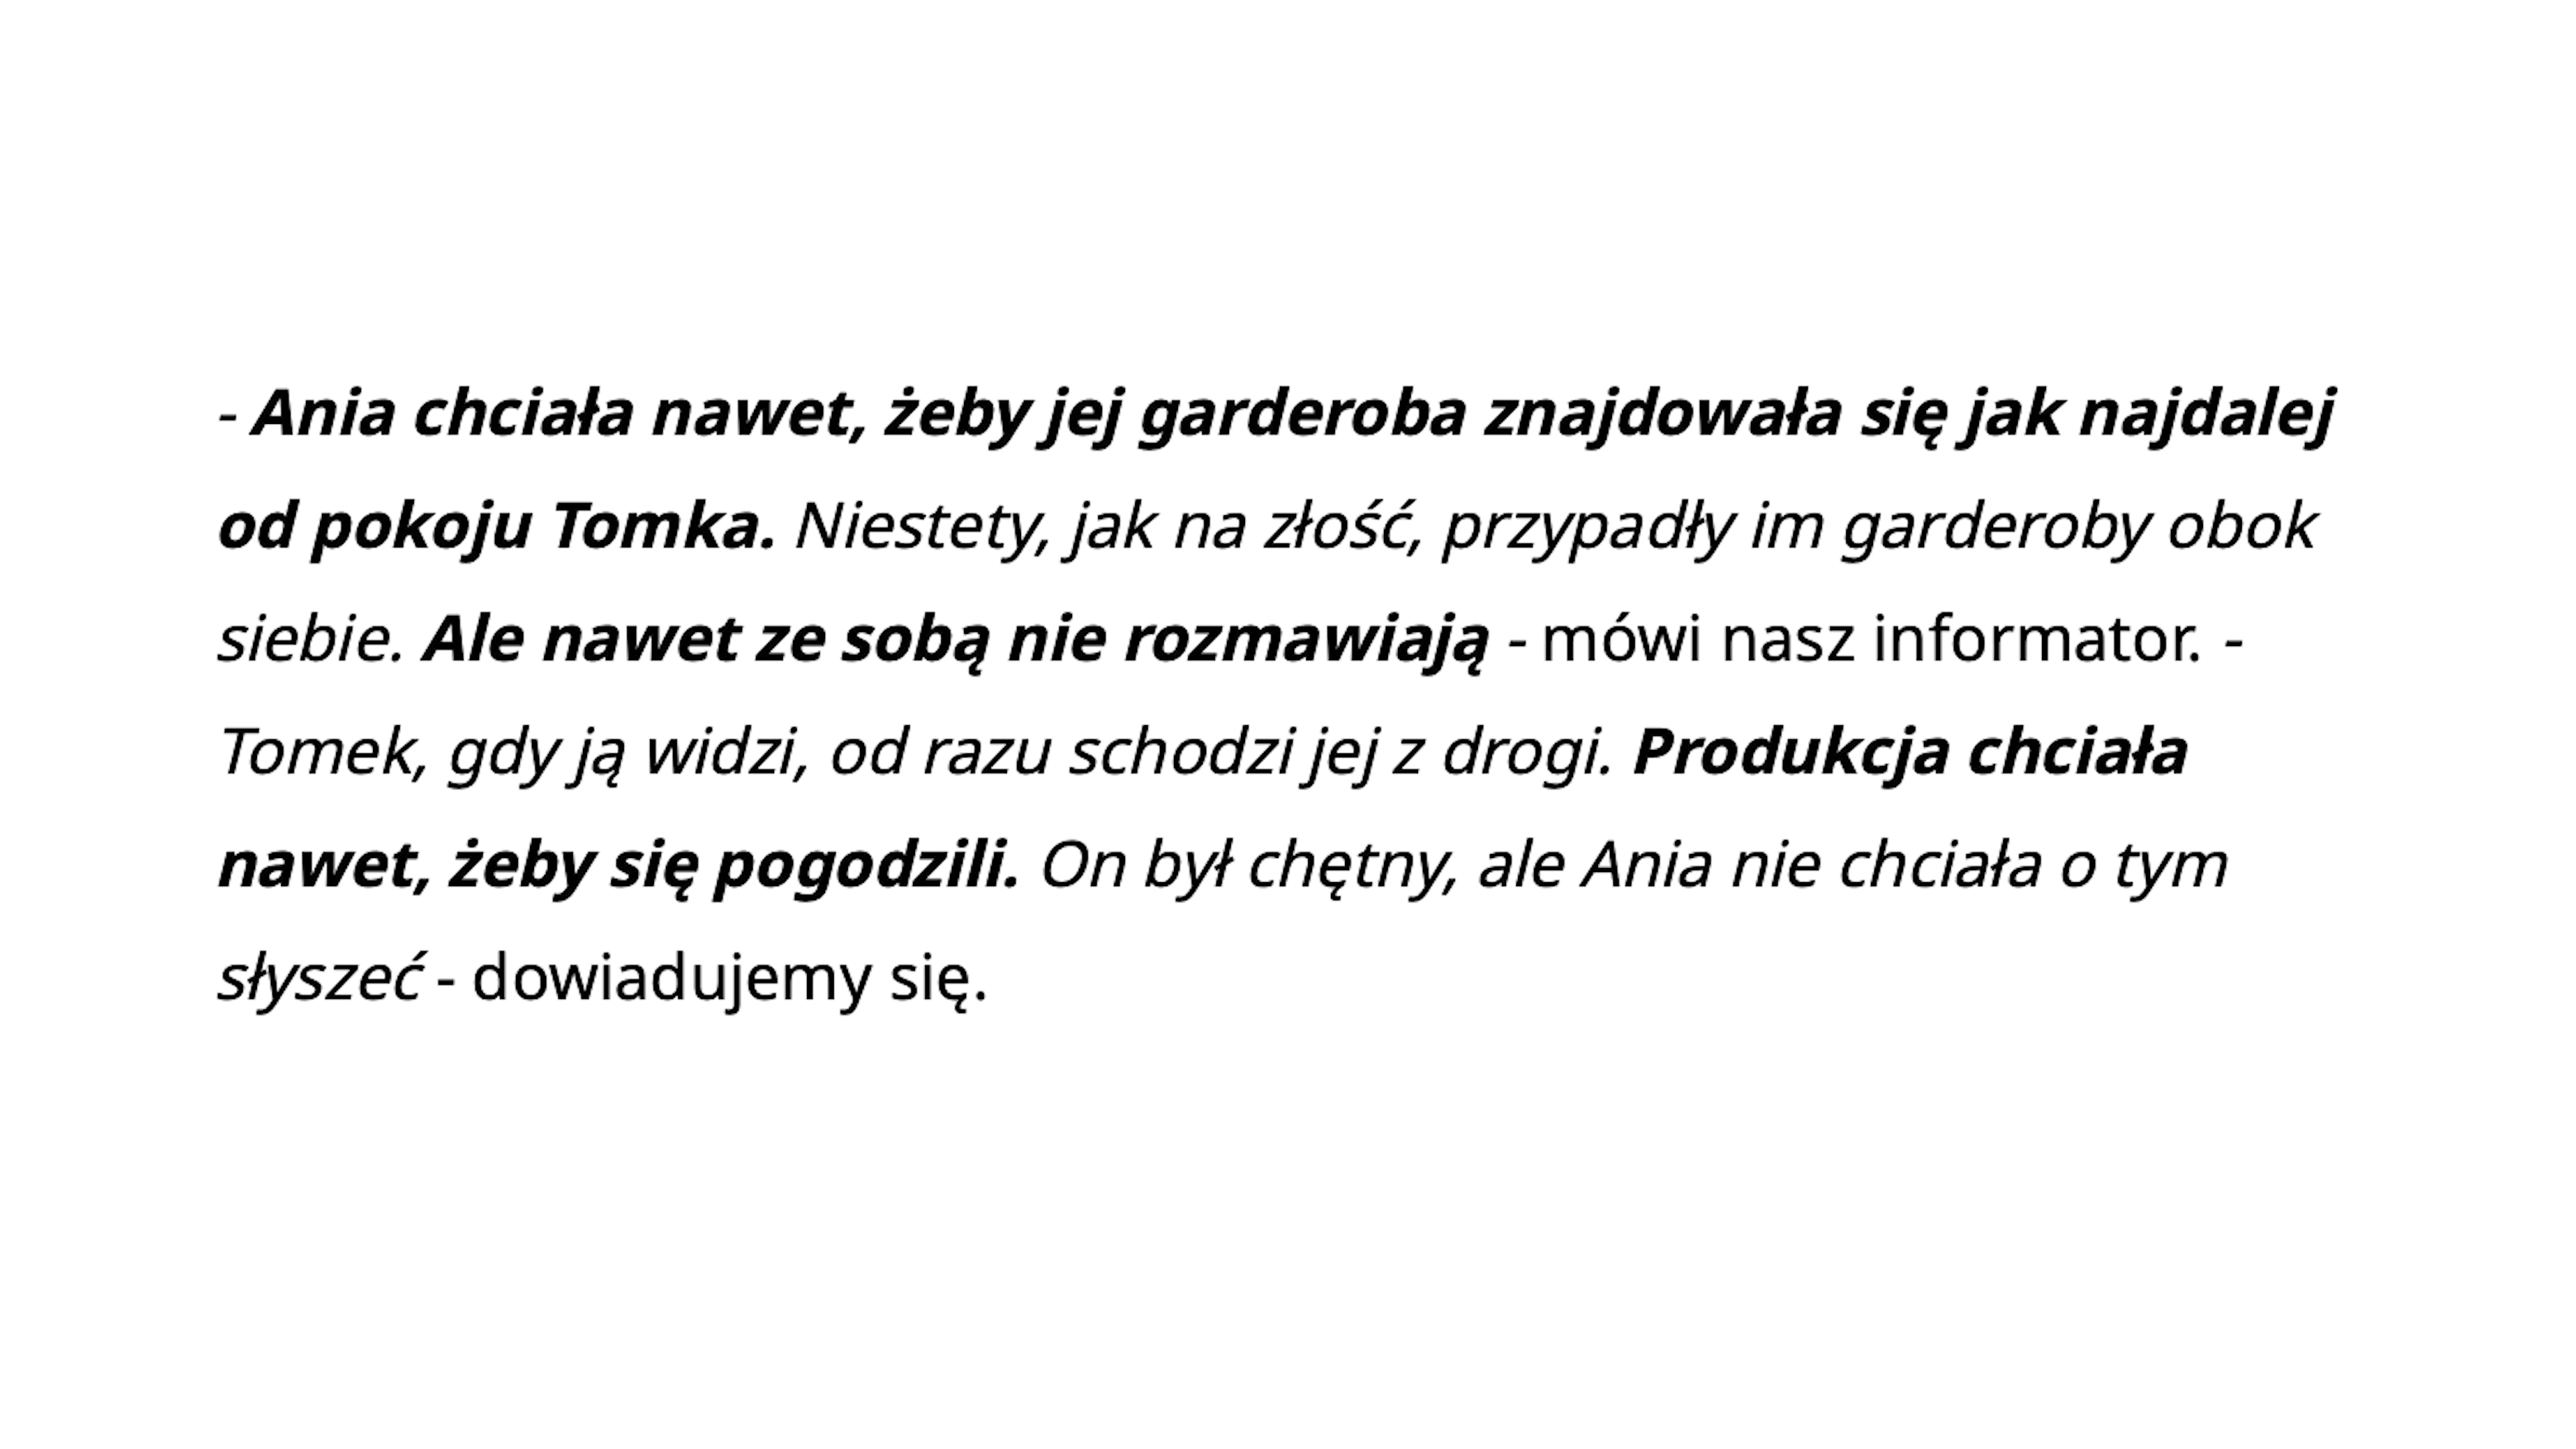 - Ania chciała nawet, żeby jej garderoba znajdowała się jak najdalej
od pokoju Tomka. Niestety, jak na złość, przypadły im garderoby obok
siebie. Ale nawet ze sobą nie rozmawiają - mówi nasz informator. -
Tomek, gdy ją widzi, od razu schodzi jej z drogi. Produkcja chciała
nawet, żeby się pogodzili. On był chętny, ale Ania nie chciała o tym
słyszeć - dowiadujemy się.